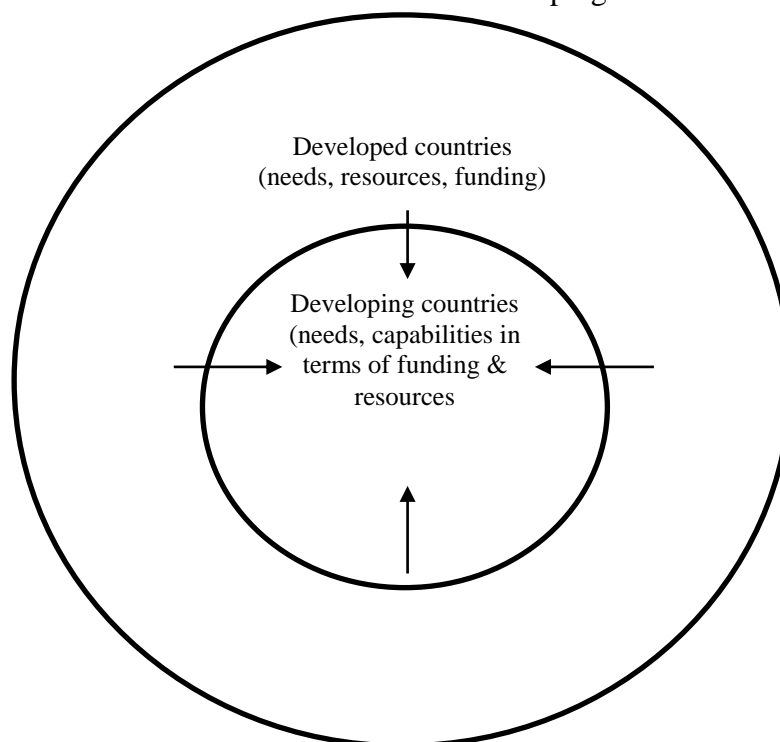 Developed countries
(needs, resources, funding)
Developing countries
(needs, capabilities in
terms of funding &
resources